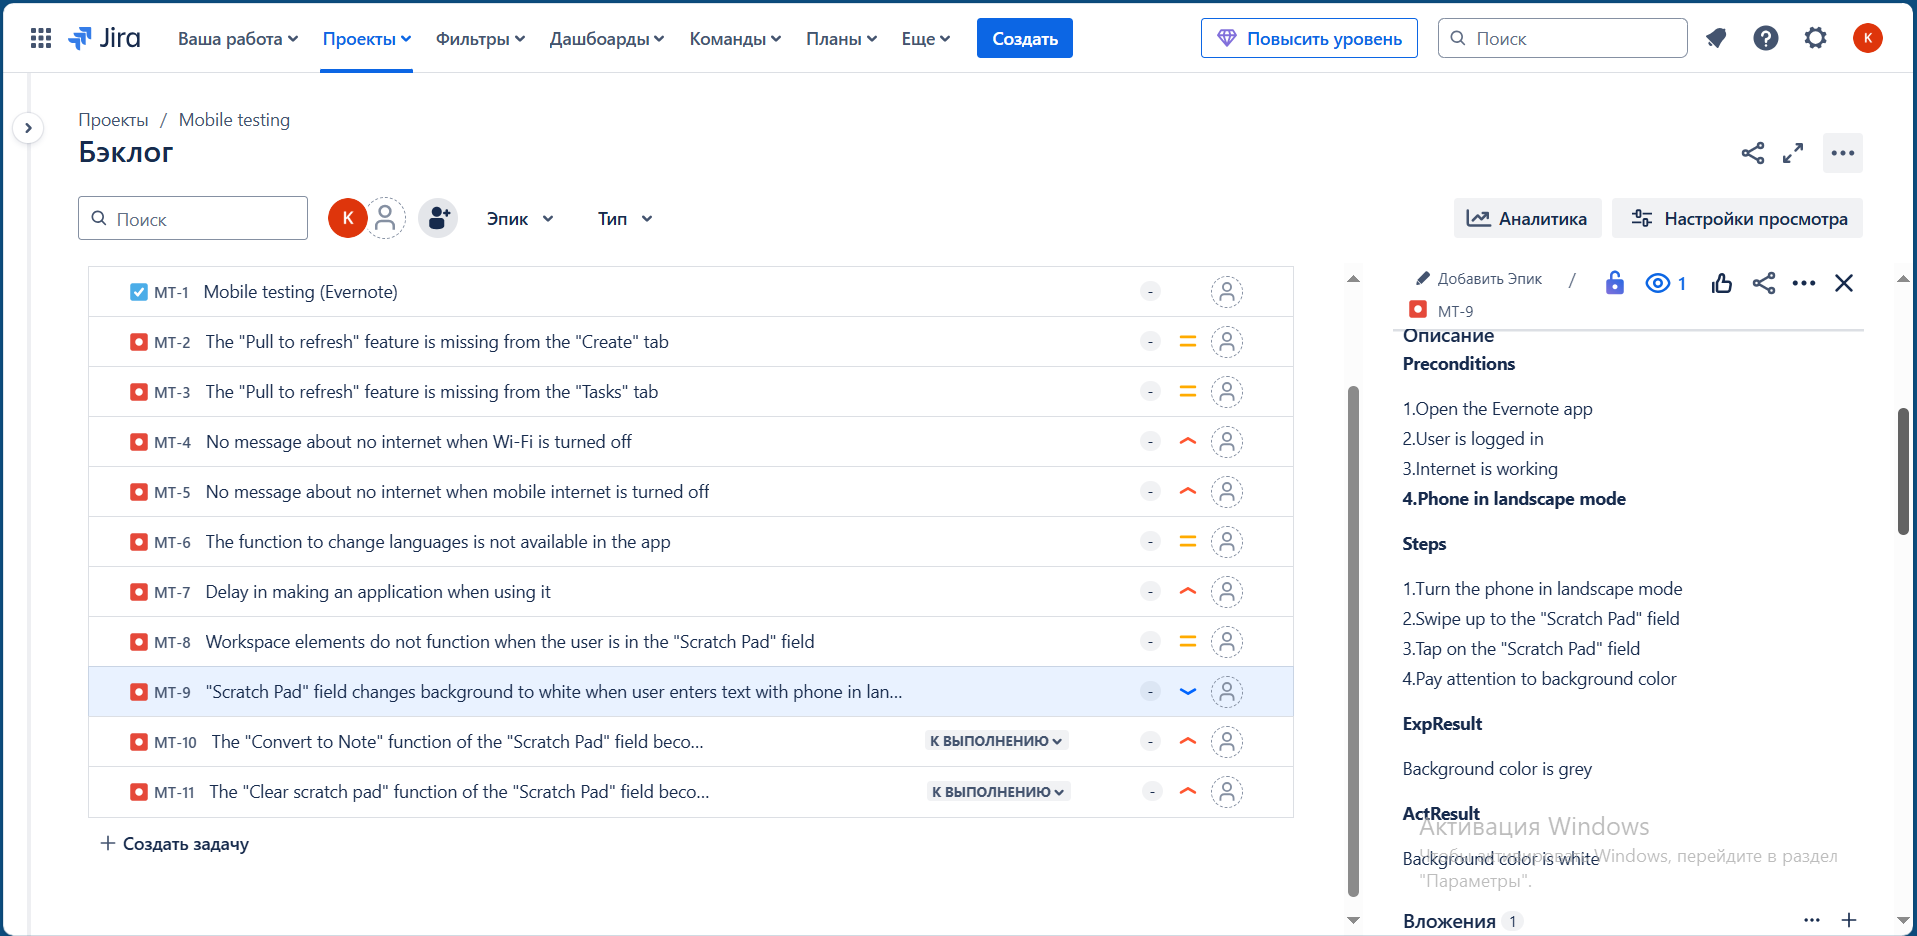 Jira Ваша работа Проекты Фильтры Дашбоарды Команды Планы Еще Создать Повысить уровень Поиск K
Проекты / Mobile testing
Бэклог
Поиск K Эпик Тип Аналитика Настройки просмотра
MT-1 Mobile testing (Evernote) -
MT-2 The "Pull to refresh" feature is missing from the "Create" tab -
MT-3 The "Pull to refresh" feature is missing from the "Tasks" tab -
MT-4 No message about no internet when Wi-Fi is turned off -
MT-5 No message about no internet when mobile internet is turned off -
MT-6 The function to change languages is not available in the app -
MT-7 Delay in making an application when using it -
MT-8 Workspace elements do not function when the user is in the "Scratch Pad" field -
MT-9 "Scratch Pad" field changes background to white when user enters text with phone in lan... -
MT-10 The "Convert to Note" function of the "Scratch Pad" field beco... К ВЫПОЛНЕНИЮ -
MT-11 The "Clear scratch pad" function of the "Scratch Pad" field beco... К ВЫПОЛНЕНИЮ -
+ Создать задачу
Добавить Эпик / 1
MT-9
Описание
Preconditions
1.Open the Evernote app
2.User is logged in
3.Internet is working
4.Phone in landscape mode
Steps
1.Turn the phone in landscape mode
2.Swipe up to the "Scratch Pad" field
3.Tap on the "Scratch Pad" field
4.Pay attention to background color
ExpResult
Background color is grey
ActResult
Активация Windows
Background color is white
Чтобы активировать Windows, перейдите в раздел
"Параметры".
Вложения 1